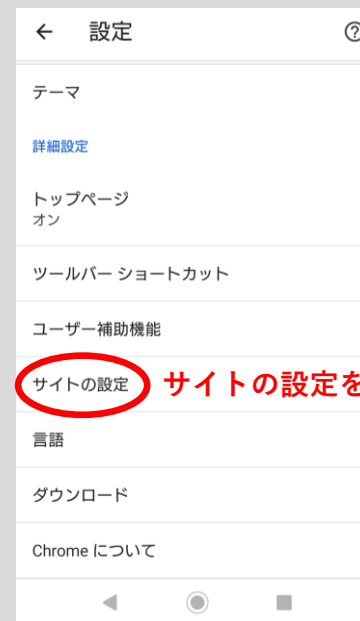 設定
テーマ
詳細設定
トップページ
オン
ツールバー ショートカット
ユーザー補助機能
サイトの設定
サイトの設定を
言語
ダウンロード
Chrome について